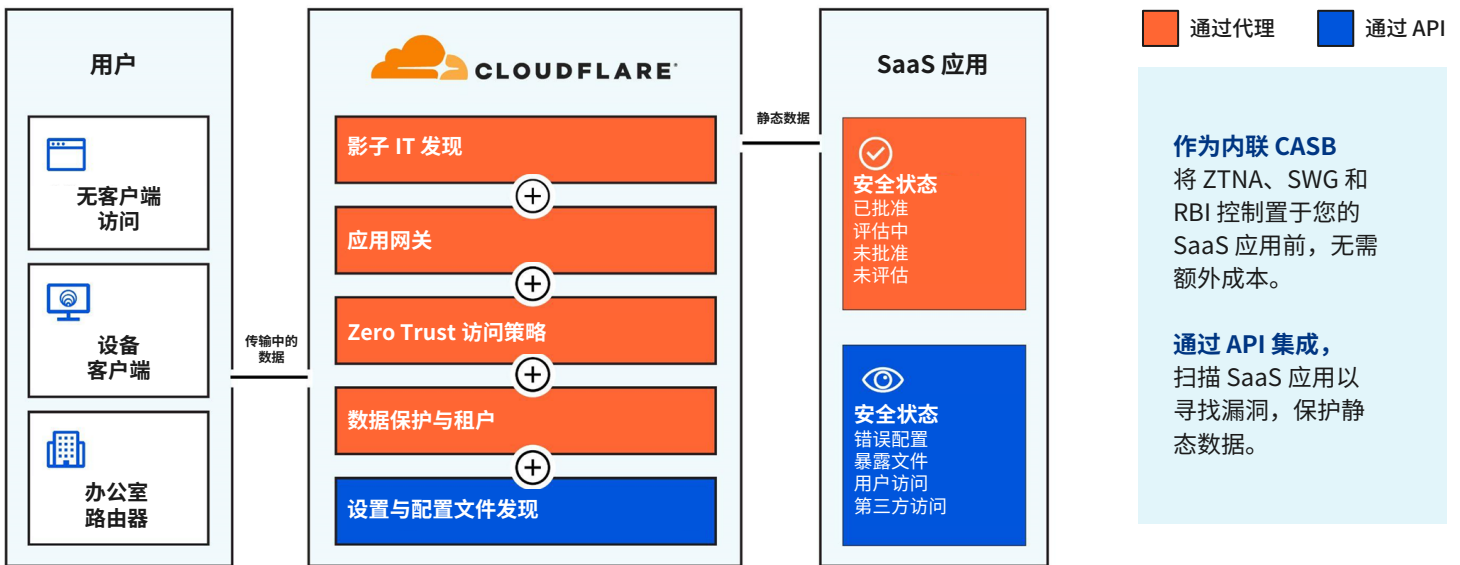 用户
无客户端
访问
设备
客户端
办公室
路由器
传输中的
数据
CLOUDFLARE
影子 IT 发现
应用网关
Zero Trust 访问策略
数据保护与租户
设置与配置文件发现
静态数据
SaaS 应用
安全状态
已批准
评估中
未批准
未评估
安全状态
错误配置
暴露文件
用户访问
第三方访问
通过代理
通过 API
作为内联 CASB
将 ZTNA、SWG 和
RBI 控制置于您的
SaaS 应用前，无需
额外成本。
通过 API 集成，
扫描 SaaS 应用以
寻找漏洞，保护静
态数据。